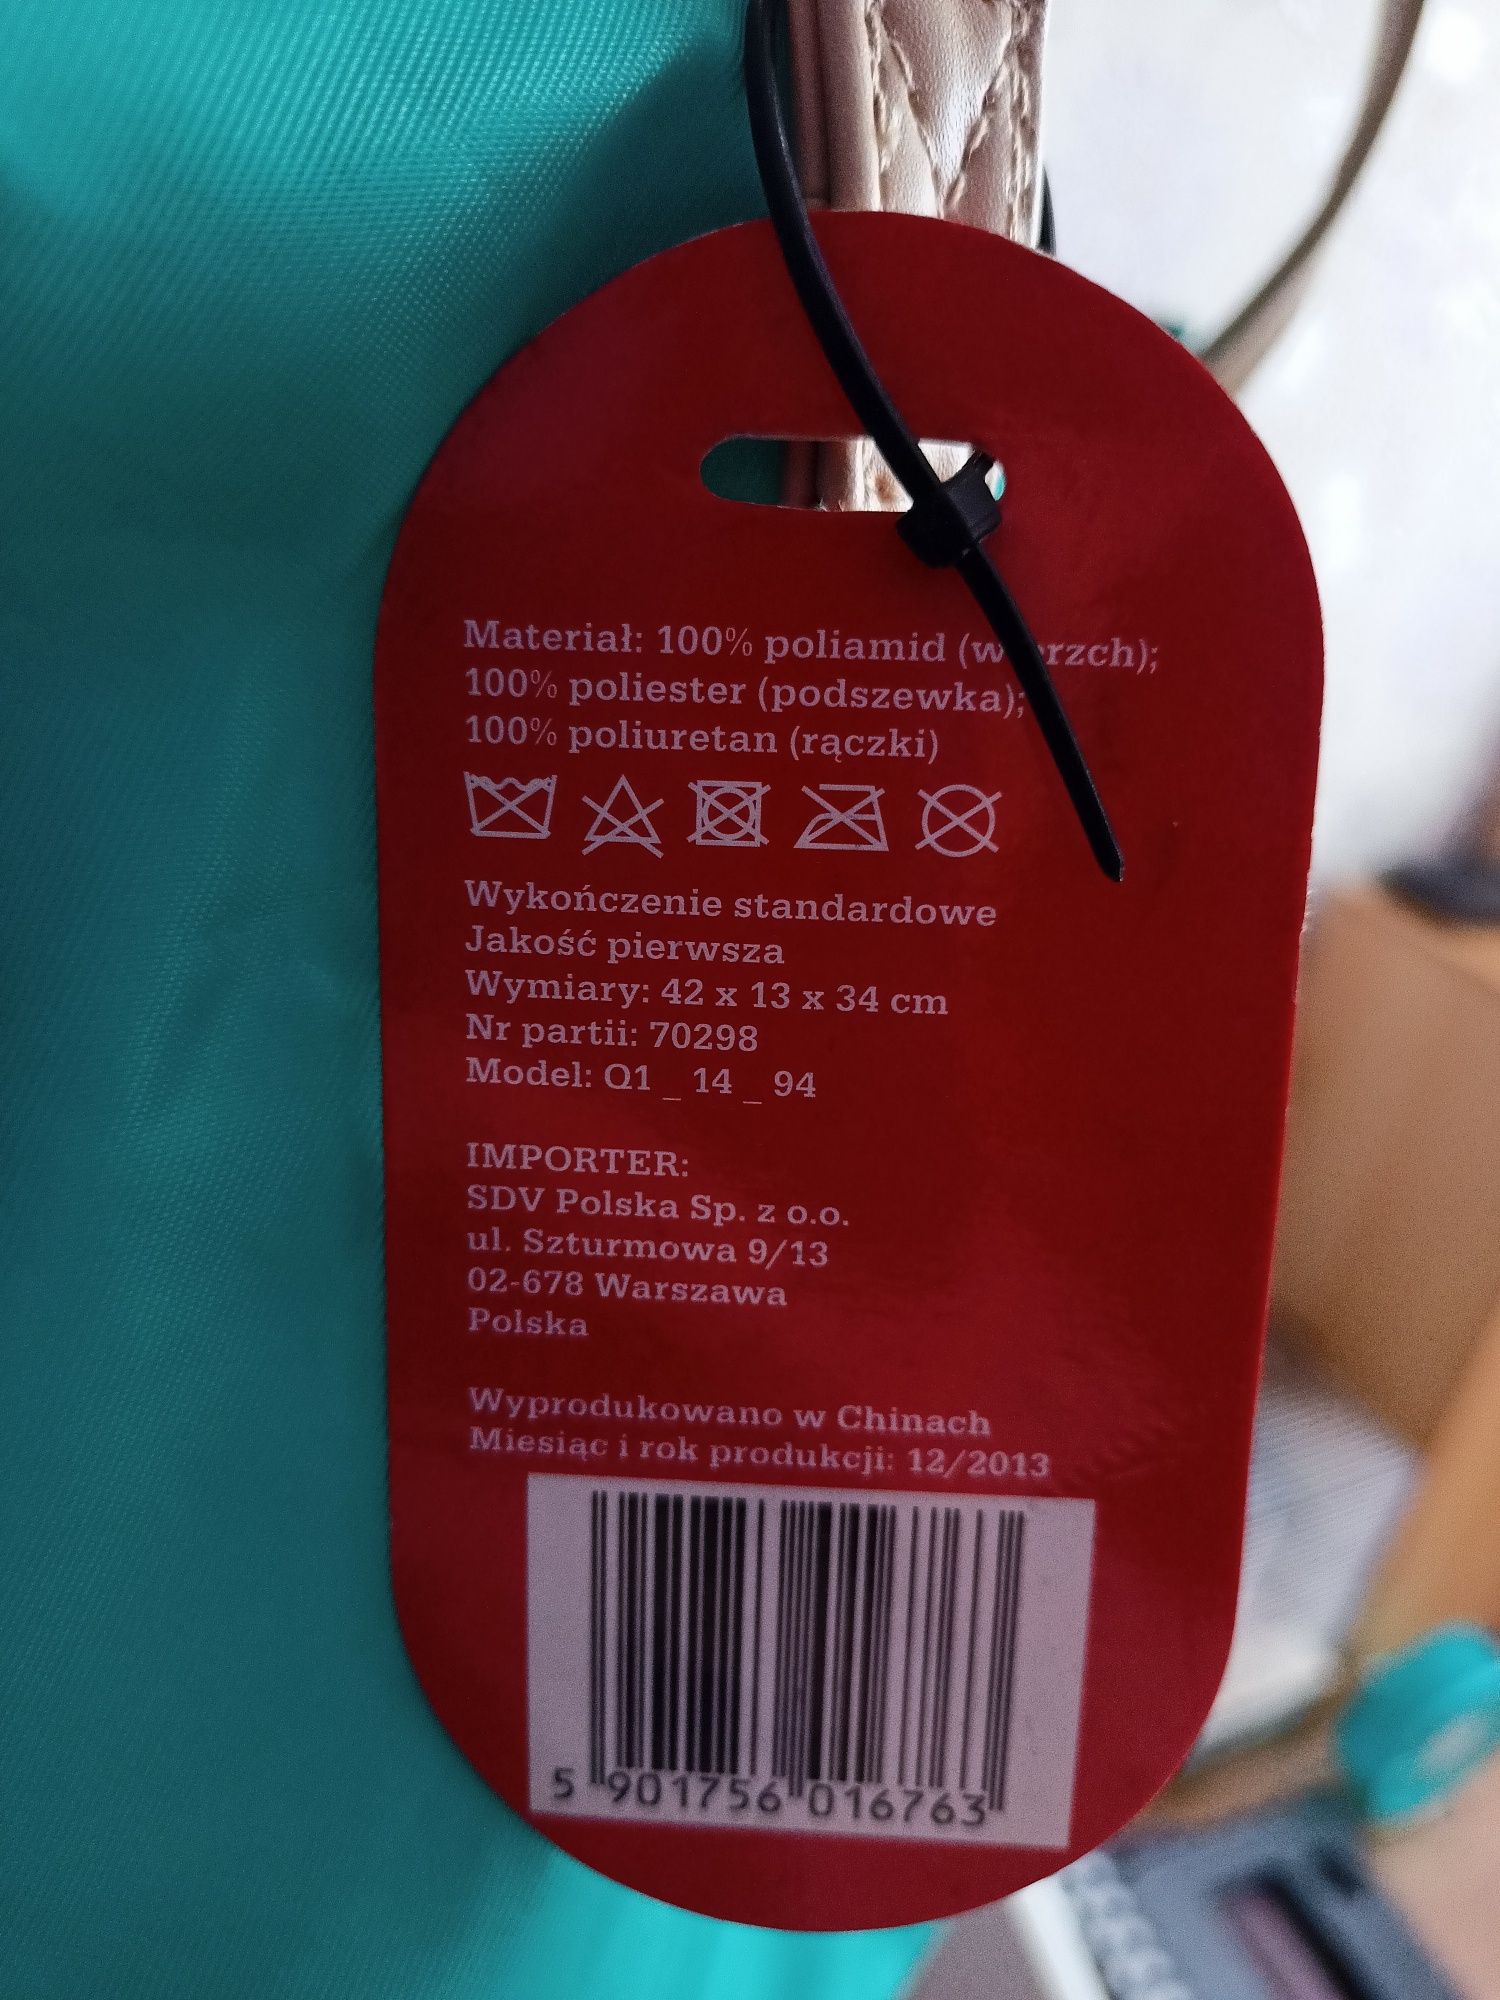 Materiał: 100% poliamid (wierzch);
100% poliester (podszewka);
100% poliuretan (rączki)
Wykończenie standardowe
Jakość pierwsza
Wymiary: 42 x 13 x 34 cm
Nr partii: 70298
Model: Q1 _ 14 _ 94
IMPORTER:
SDV Polska Sp. z o.o.
ul. Szturmowa 9/13
02-678 Warszawa
Polska
Wyprodukowano w Chinach
Miesiąc i rok produkcji: 12/2013
5 901756 016763